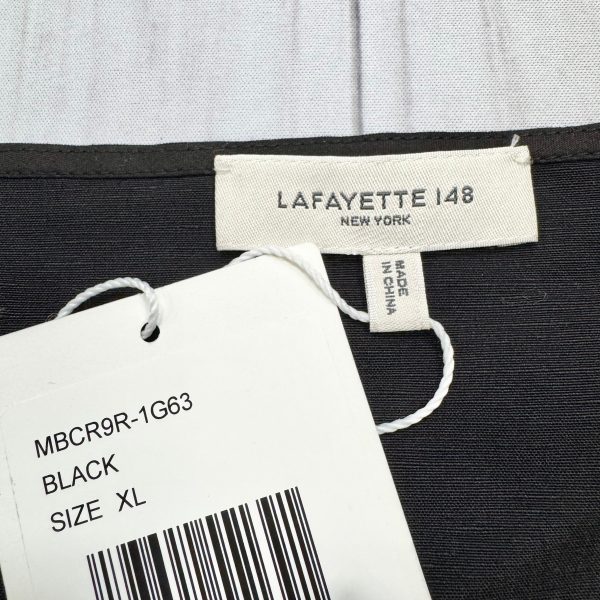 LAFAYETTE 148
NEW YORK
MADE
IN CHINA
MBCR9R-1G63
BLACK
SIZE XL